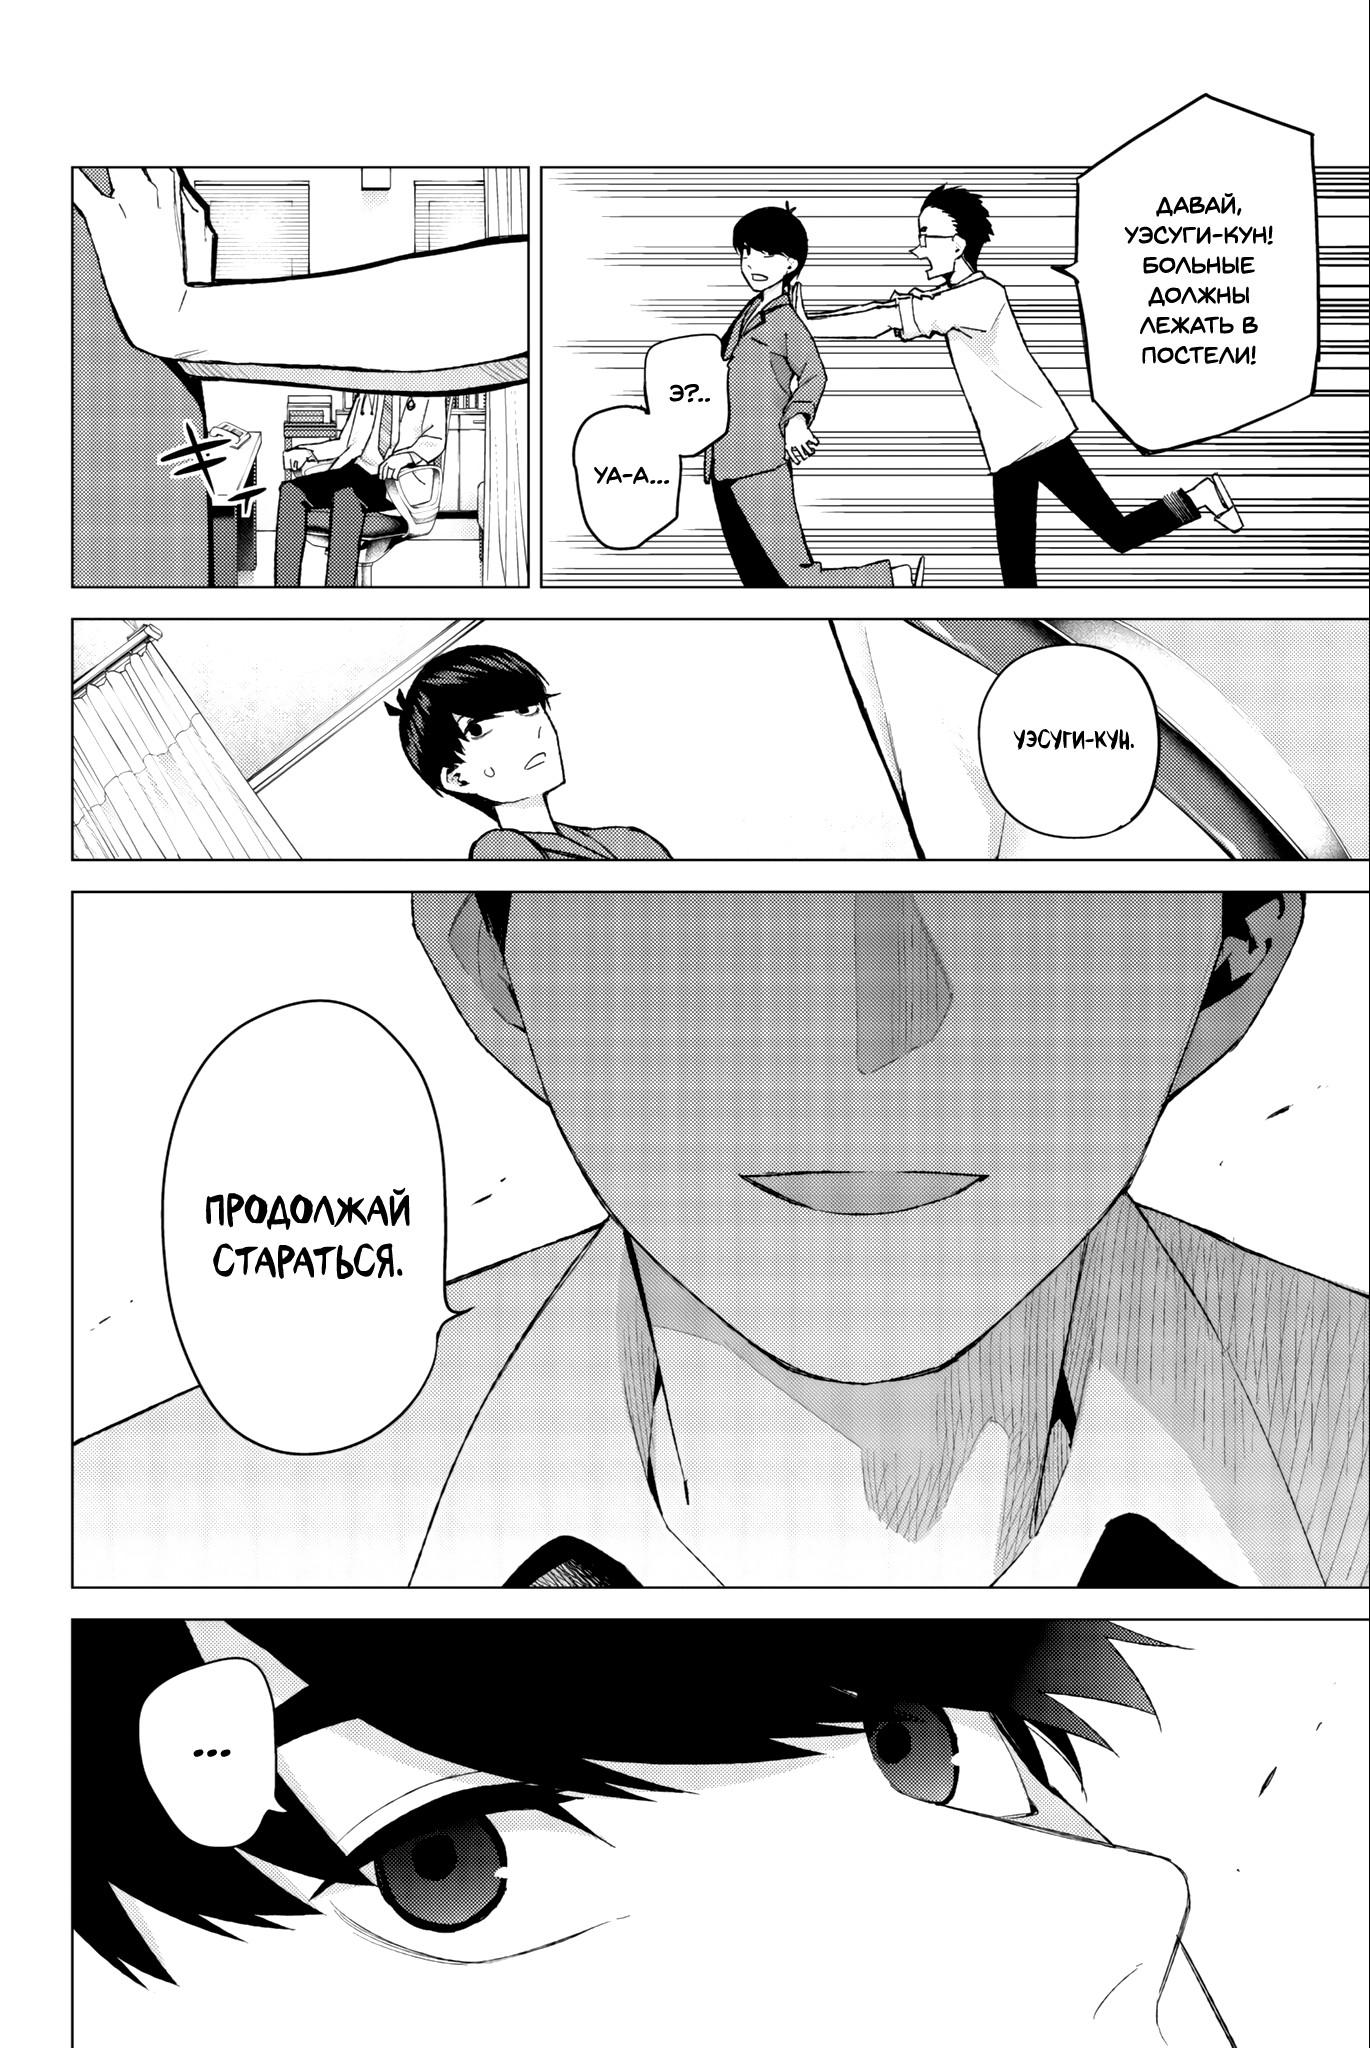 ДАВАЙ,
УЭСУГИ-КУН!
БОЛЬНЫЕ
ДОЛЖНЫ
ЛЕЖАТЬ В
ПОСТЕЛИ!
Э?..
УА-А...
УЭСУГИ-КУН.
ПРОДОЛЖАЙ
СТАРАТЬСЯ.
...